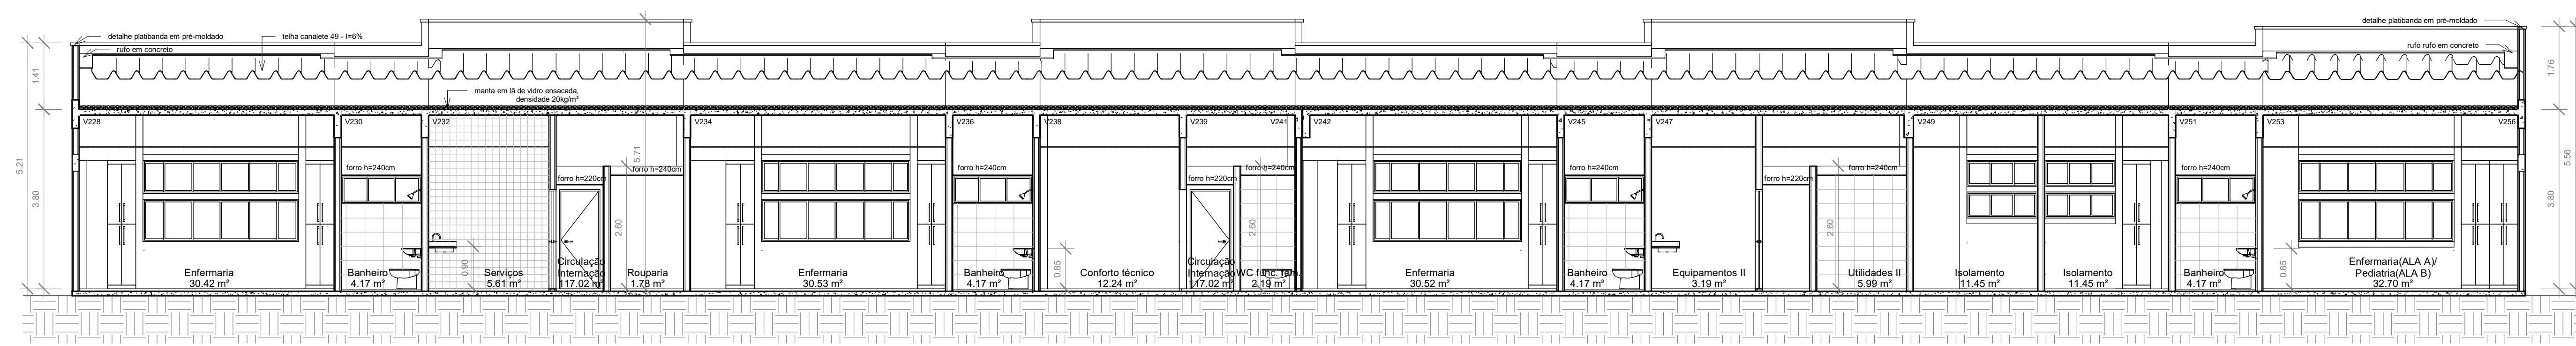 detalhe platibanda em pré-moldado
telha canalete 49 - I=6%
rufo em concreto
detalhe platibanda em pré-moldado
rufo rufo em concreto
manta em lã de vidro ensacada,
densidade 20kg/m³
1.41
1.76
5.21
3.80
5.71
5.56
3.80
V228
V230
V232
V234
V236
V238
V239
V241
V242
V245
V247
V249
V251
V253
V256
forro h=240cm
forro h=220cm
forro h=240cm
forro h=240cm
forro h=220cm
forro h=240cm
forro h=240cm
forro h=220cm
forro h=240cm
forro h=240cm
2.60
2.60
2.60
0.90
0.85
0.85
Enfermaria
30.42 m²
Banheiro
4.17 m²
Serviços
5.61 m²
Circulação
Internação
117.02 m²
Rouparia
1.78 m²
Enfermaria
30.53 m²
Banheiro
4.17 m²
Conforto técnico
12.24 m²
Circulação
Internação
117.02 m²
WC func. fem.
2.19 m²
Enfermaria
30.52 m²
Banheiro
4.17 m²
Equipamentos II
3.19 m²
Utilidades II
5.99 m²
Isolamento
11.45 m²
Isolamento
11.45 m²
Banheiro
4.17 m²
Enfermaria(ALA A)/
Pediatria(ALA B)
32.70 m²